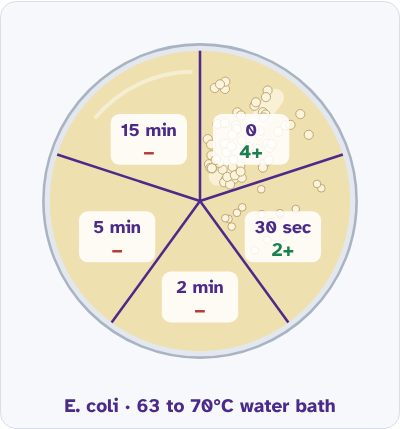 0
4+
30 sec
2+
2 min
–
5 min
–
15 min
–
E. coli · 63 to 70°C water bath